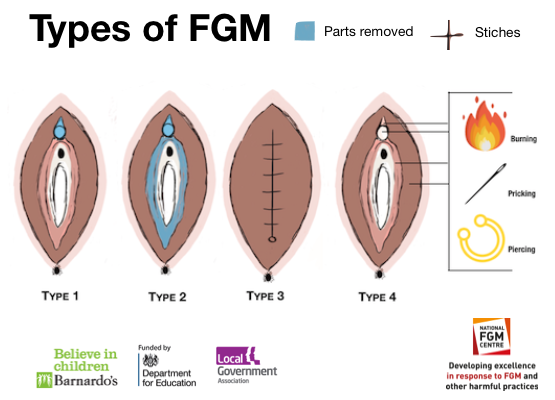 Types of FGM
Parts removed
Stiches
Burning
Pricking
Piercing
TYPE 1
TYPE 2
TYPE 3
TYPE 4
Believe in
children
Barnardo's
Funded by
Department
for Education
Local
Government
Association
NATIONAL
FGM
CENTRE
Developing excellence
in response to FGM and
other harmful practices